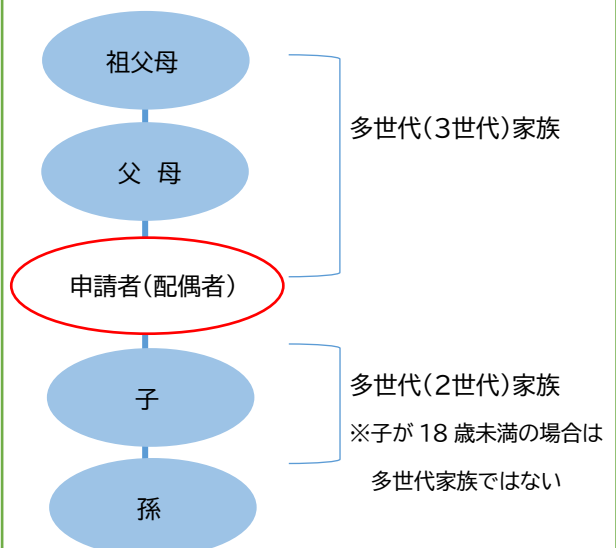 祖父母
多世代(3世代)家族
父 母
申請者(配偶者)
子
多世代(2世代)家族
※子が 18 歳未満の場合は
多世代家族ではない
孫